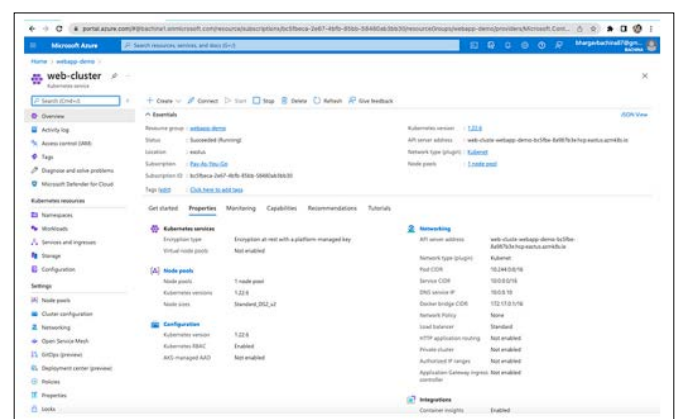 Microsoft Azure
Search resources, services, and docs (G+/)
Home > webapp-demo >
web-cluster
Kubernetes service
Search (Cmd+/)
Create
Connect
Start
Stop
Delete
Refresh
Give feedback
Overview
Activity log
Access control (IAM)
Tags
Diagnose and solve problems
Microsoft Defender for Cloud
Kubernetes resources
Namespaces
Workloads
Services and ingresses
Storage
Configuration
Settings
Node pools
Cluster configuration
Networking
Open Service Mesh
GitOps (preview)
Deployment center (preview)
Policies
Properties
Locks
Essentials
JSON View
Resource group : webapp-demo
Status : Succeeded (Running)
Location : eastus
Subscription : Pay-As-You-Go
Subscription ID
Tags (edit) : Click here to add tags
Kubernetes version : 1.22.6
API server address
Network type (plugin) : Kubenet
Node pools : 1 node pool
Get started Properties Monitoring Capabilities Recommendations Tutorials
Kubernetes services
Encryption type Encryption at-rest with a platform-managed key
Virtual node pools Not enabled
Node pools
Node pools 1 node pool
Kubernetes versions 1.22.6
Node sizes Standard_DS2_v2
Configuration
Kubernetes version 1.22.6
Kubernetes RBAC Enabled
AKS-managed AAD Not enabled
Networking
API server address
Network type (plugin) Kubenet
Pod CIDR 10.244.0.0/16
Service CIDR 10.0.0.0/16
DNS service IP 10.0.0.10
Docker bridge CIDR 172.17.0.1/16
Network Policy None
Load balancer Standard
HTTP application routing Not enabled
Private cluster Not enabled
Authorized IP ranges Not enabled
Application Gateway ingress Not enabled
controller
Integrations
Container insights Enabled